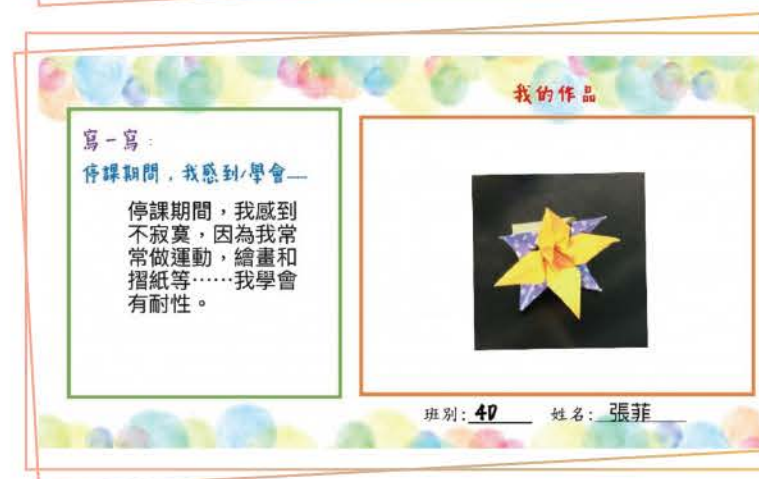 我的作品
寫一寫：
停課期間，我感到/學會……
停課期間，我感到
不寂寞，因為我常
常做運動，繪畫和
摺紙等……我學會
有耐性。
班別：4D 姓名：張菲